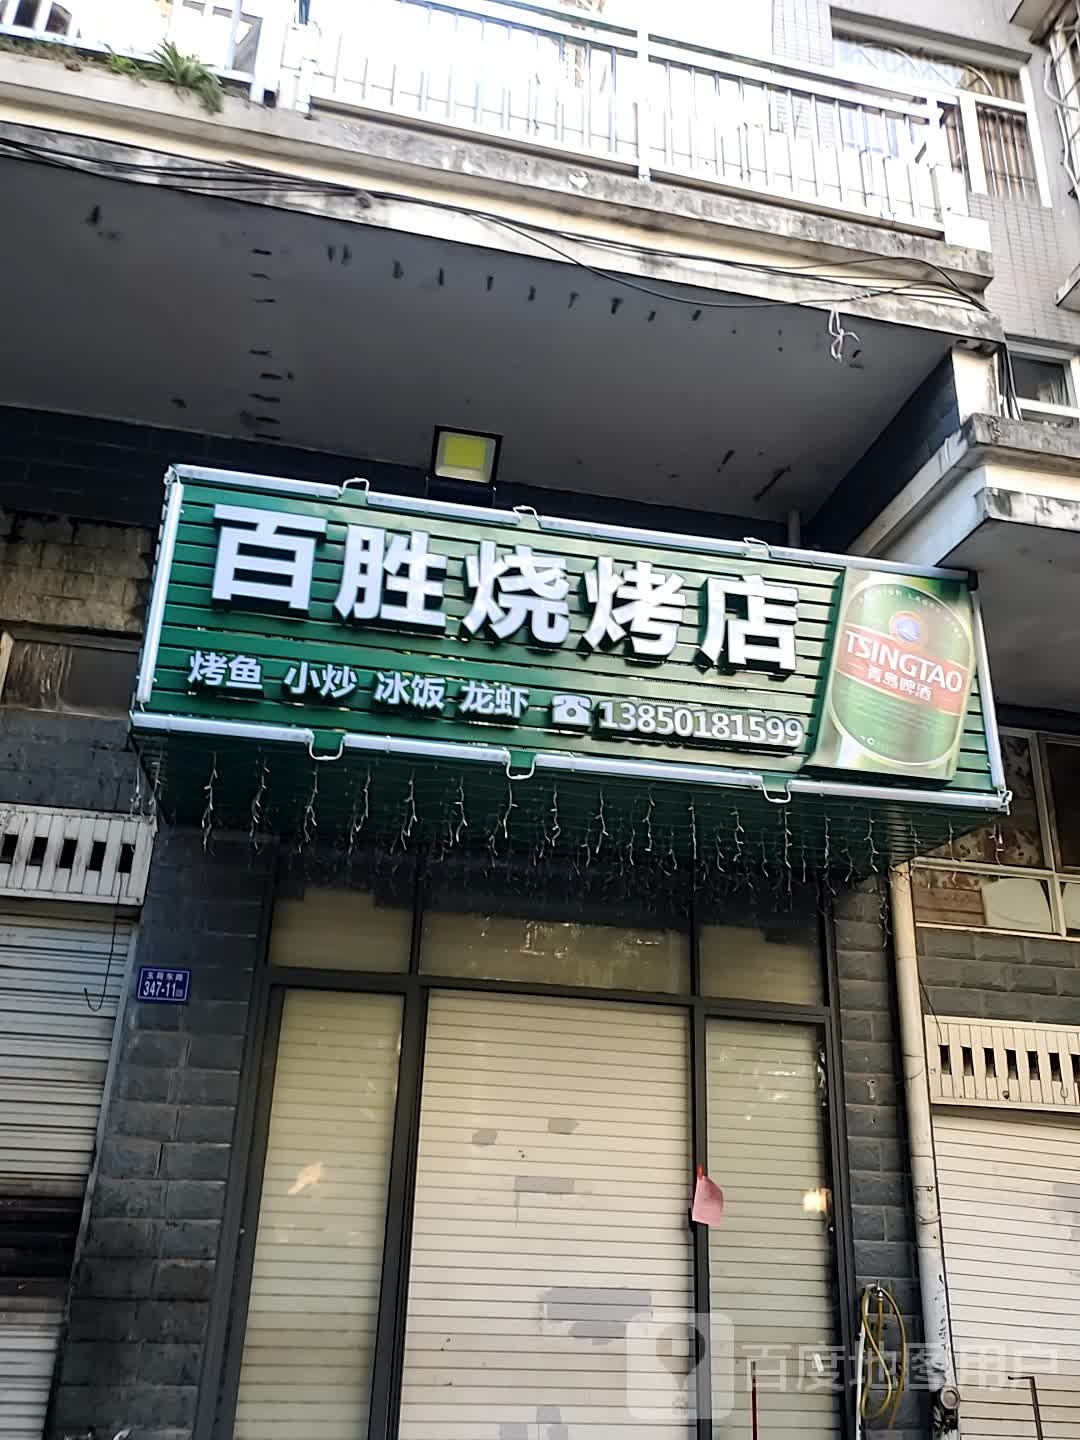 百胜烧烤店
烤鱼 小炒 冰饭 龙虾 ☎13850181599
TSINGTAO
青岛啤酒
347-11
百度地图用户